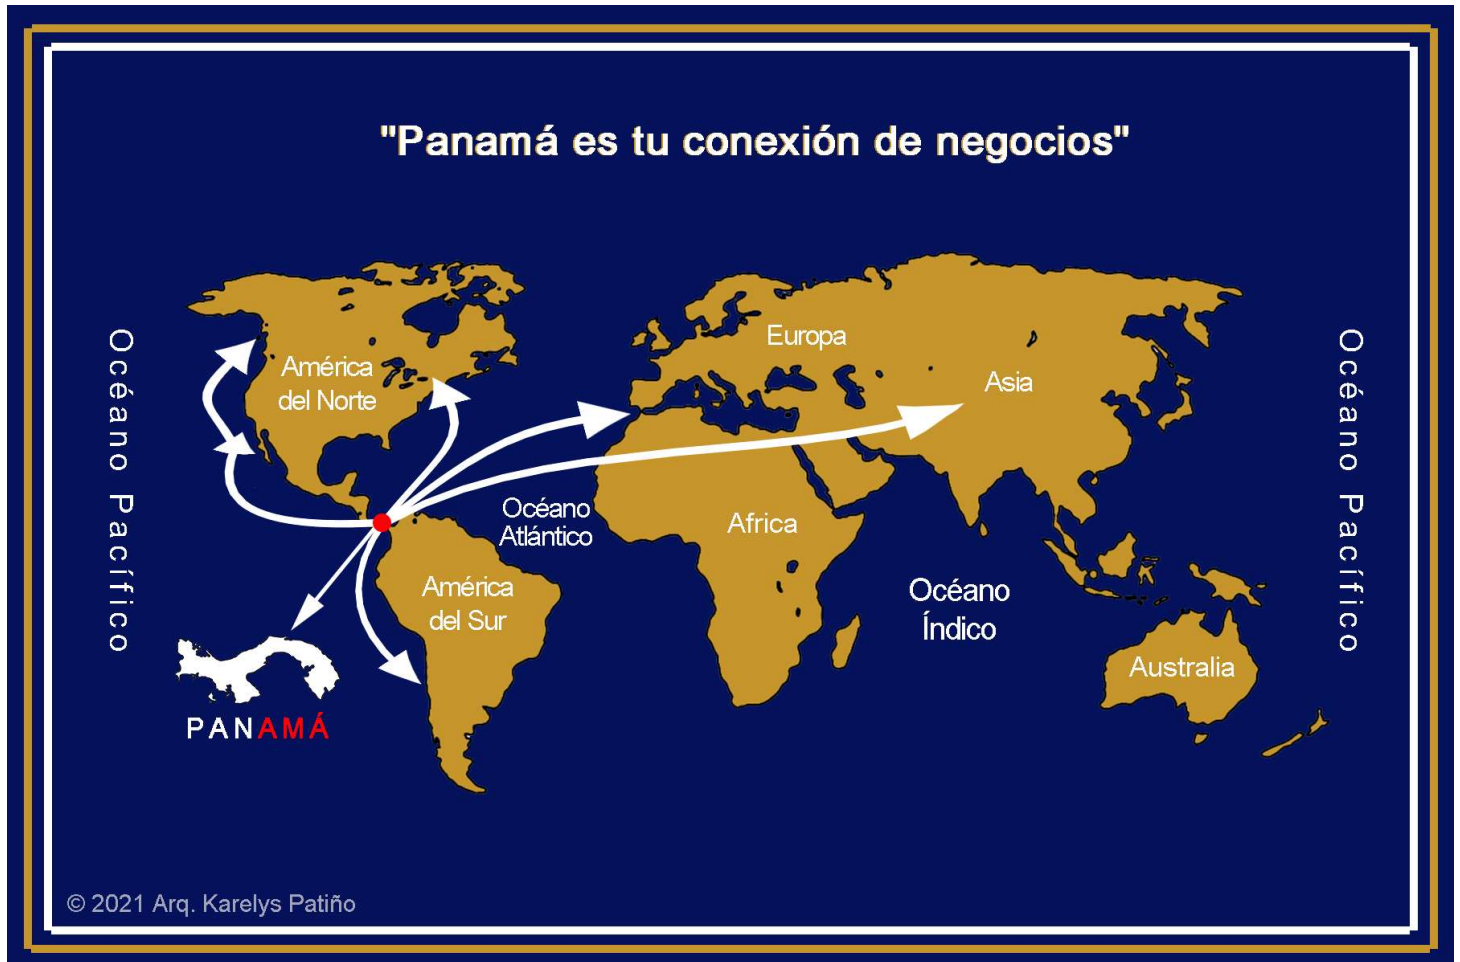 "Panamá es tu conexión de negocios"
Océano Pacífico
América
del Norte
Europa
Asia
Océano Pacífico
Océano
Atlántico
Africa
América
del Sur
Océano
Índico
Australia
PANAMÁ
© 2021 Arq. Karelys Patiño